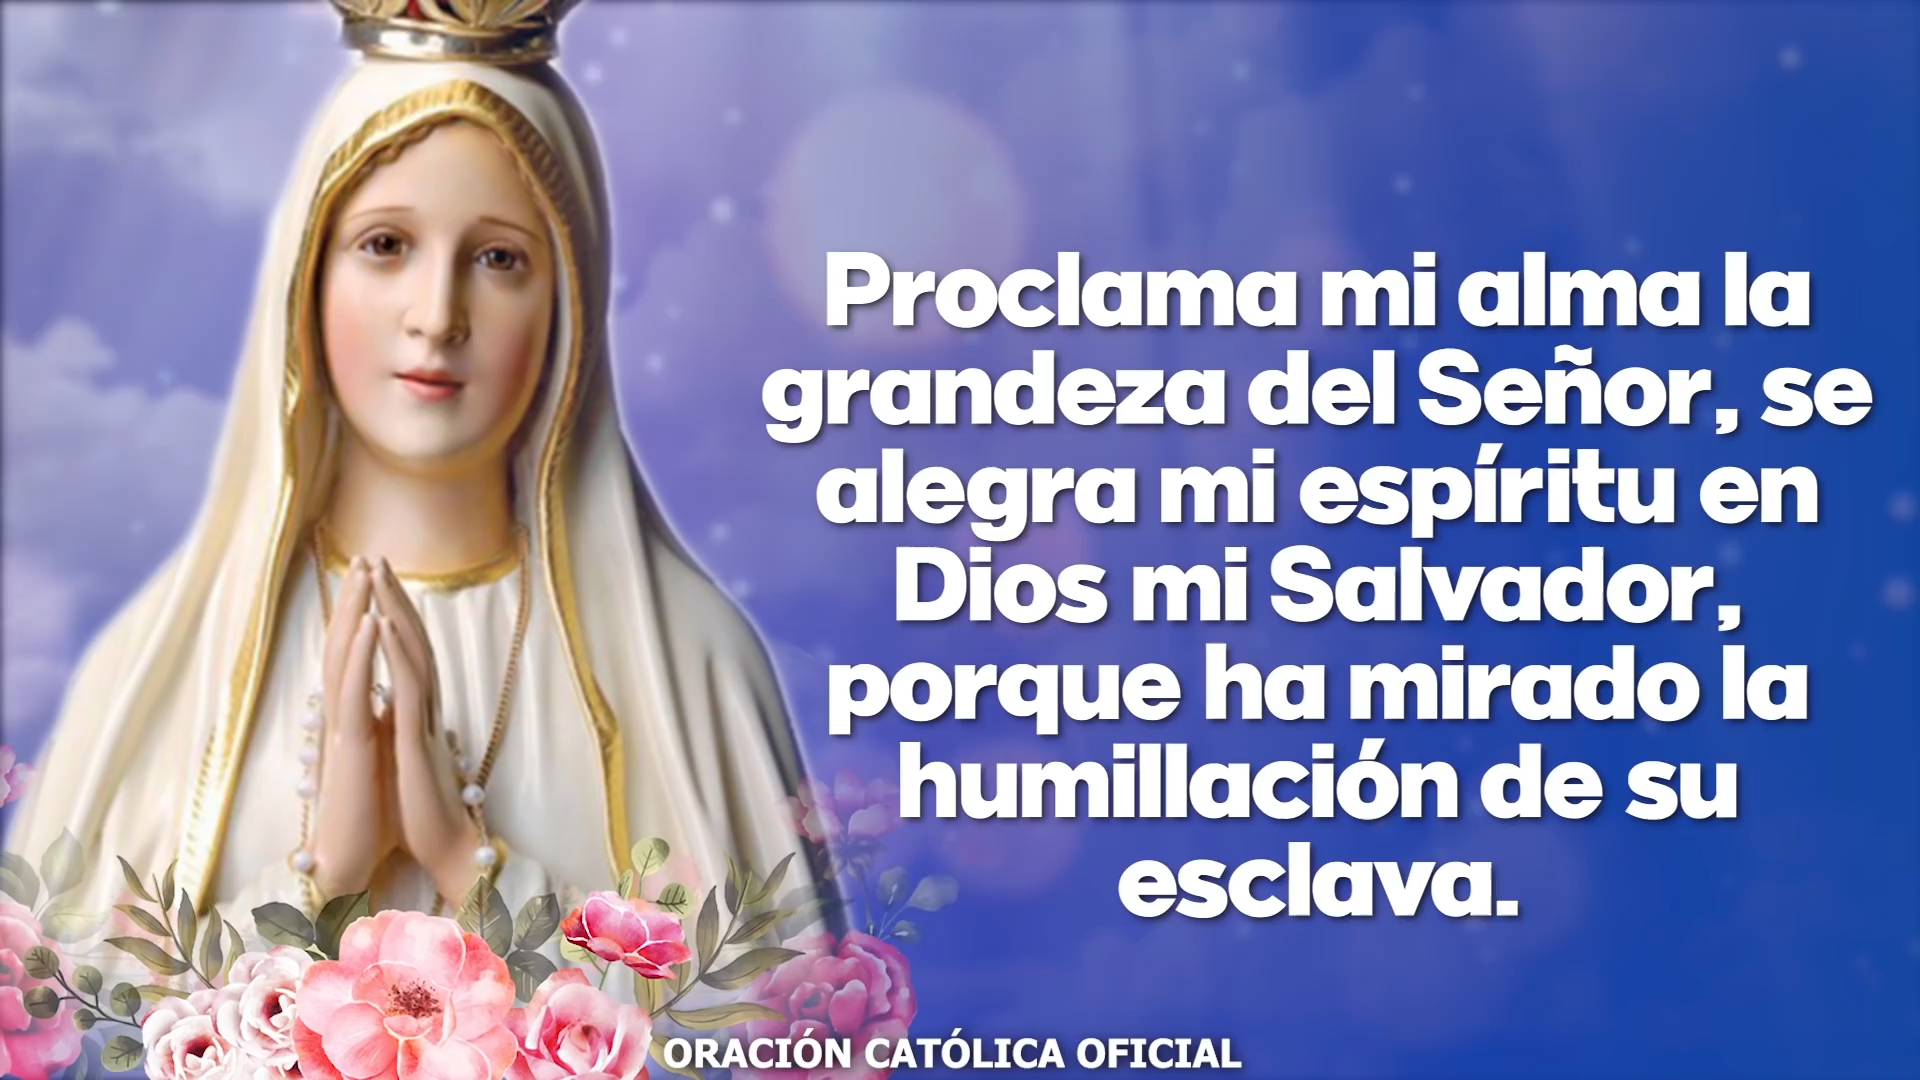 Proclama mi alma la
grandeza del Señor, se
alegra mi espíritu en
Dios mi Salvador,
porque ha mirado la
humillación de su
esclava.
ORACIÓN CATÓLICA OFICIAL